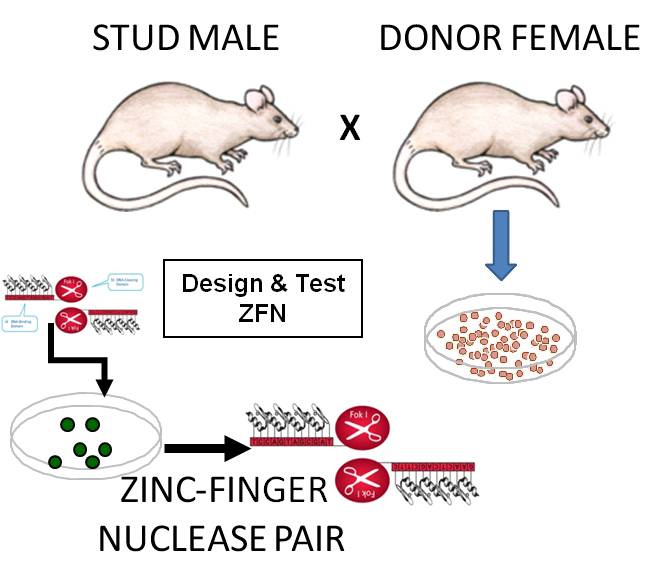 STUD MALE
DONOR FEMALE
X
Design & Test
ZFN
Fok I
Fok I
Fok I
Fok I
ZINC-FINGER
NUCLEASE PAIR